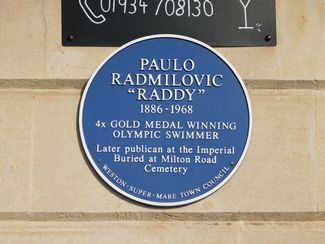 01934 708130
PAULO
RADMILOVIC
"RADDY"
1886-1968
4x GOLD MEDAL WINNING
OLYMPIC SWIMMER
Later publican at the Imperial
Buried at Milton Road
Cemetery
WESTON-SUPER-MARE TOWN COUNCIL